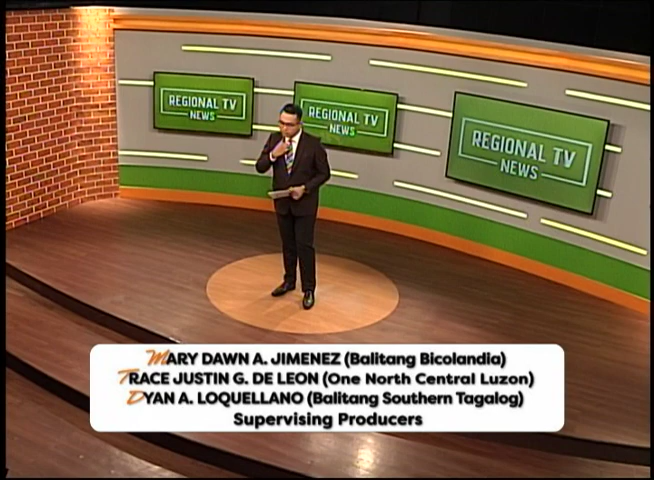 REGIONAL TV
NEWS
REGIONAL TV
NEWS
REGIONAL TV
NEWS
MARY DAWN A. JIMENEZ (Balitang Bicolandia)
TRACE JUSTIN G. DE LEON (One North Central Luzon)
DYAN A. LOQUELLANO (Balitang Southern Tagalog)
Supervising Producers